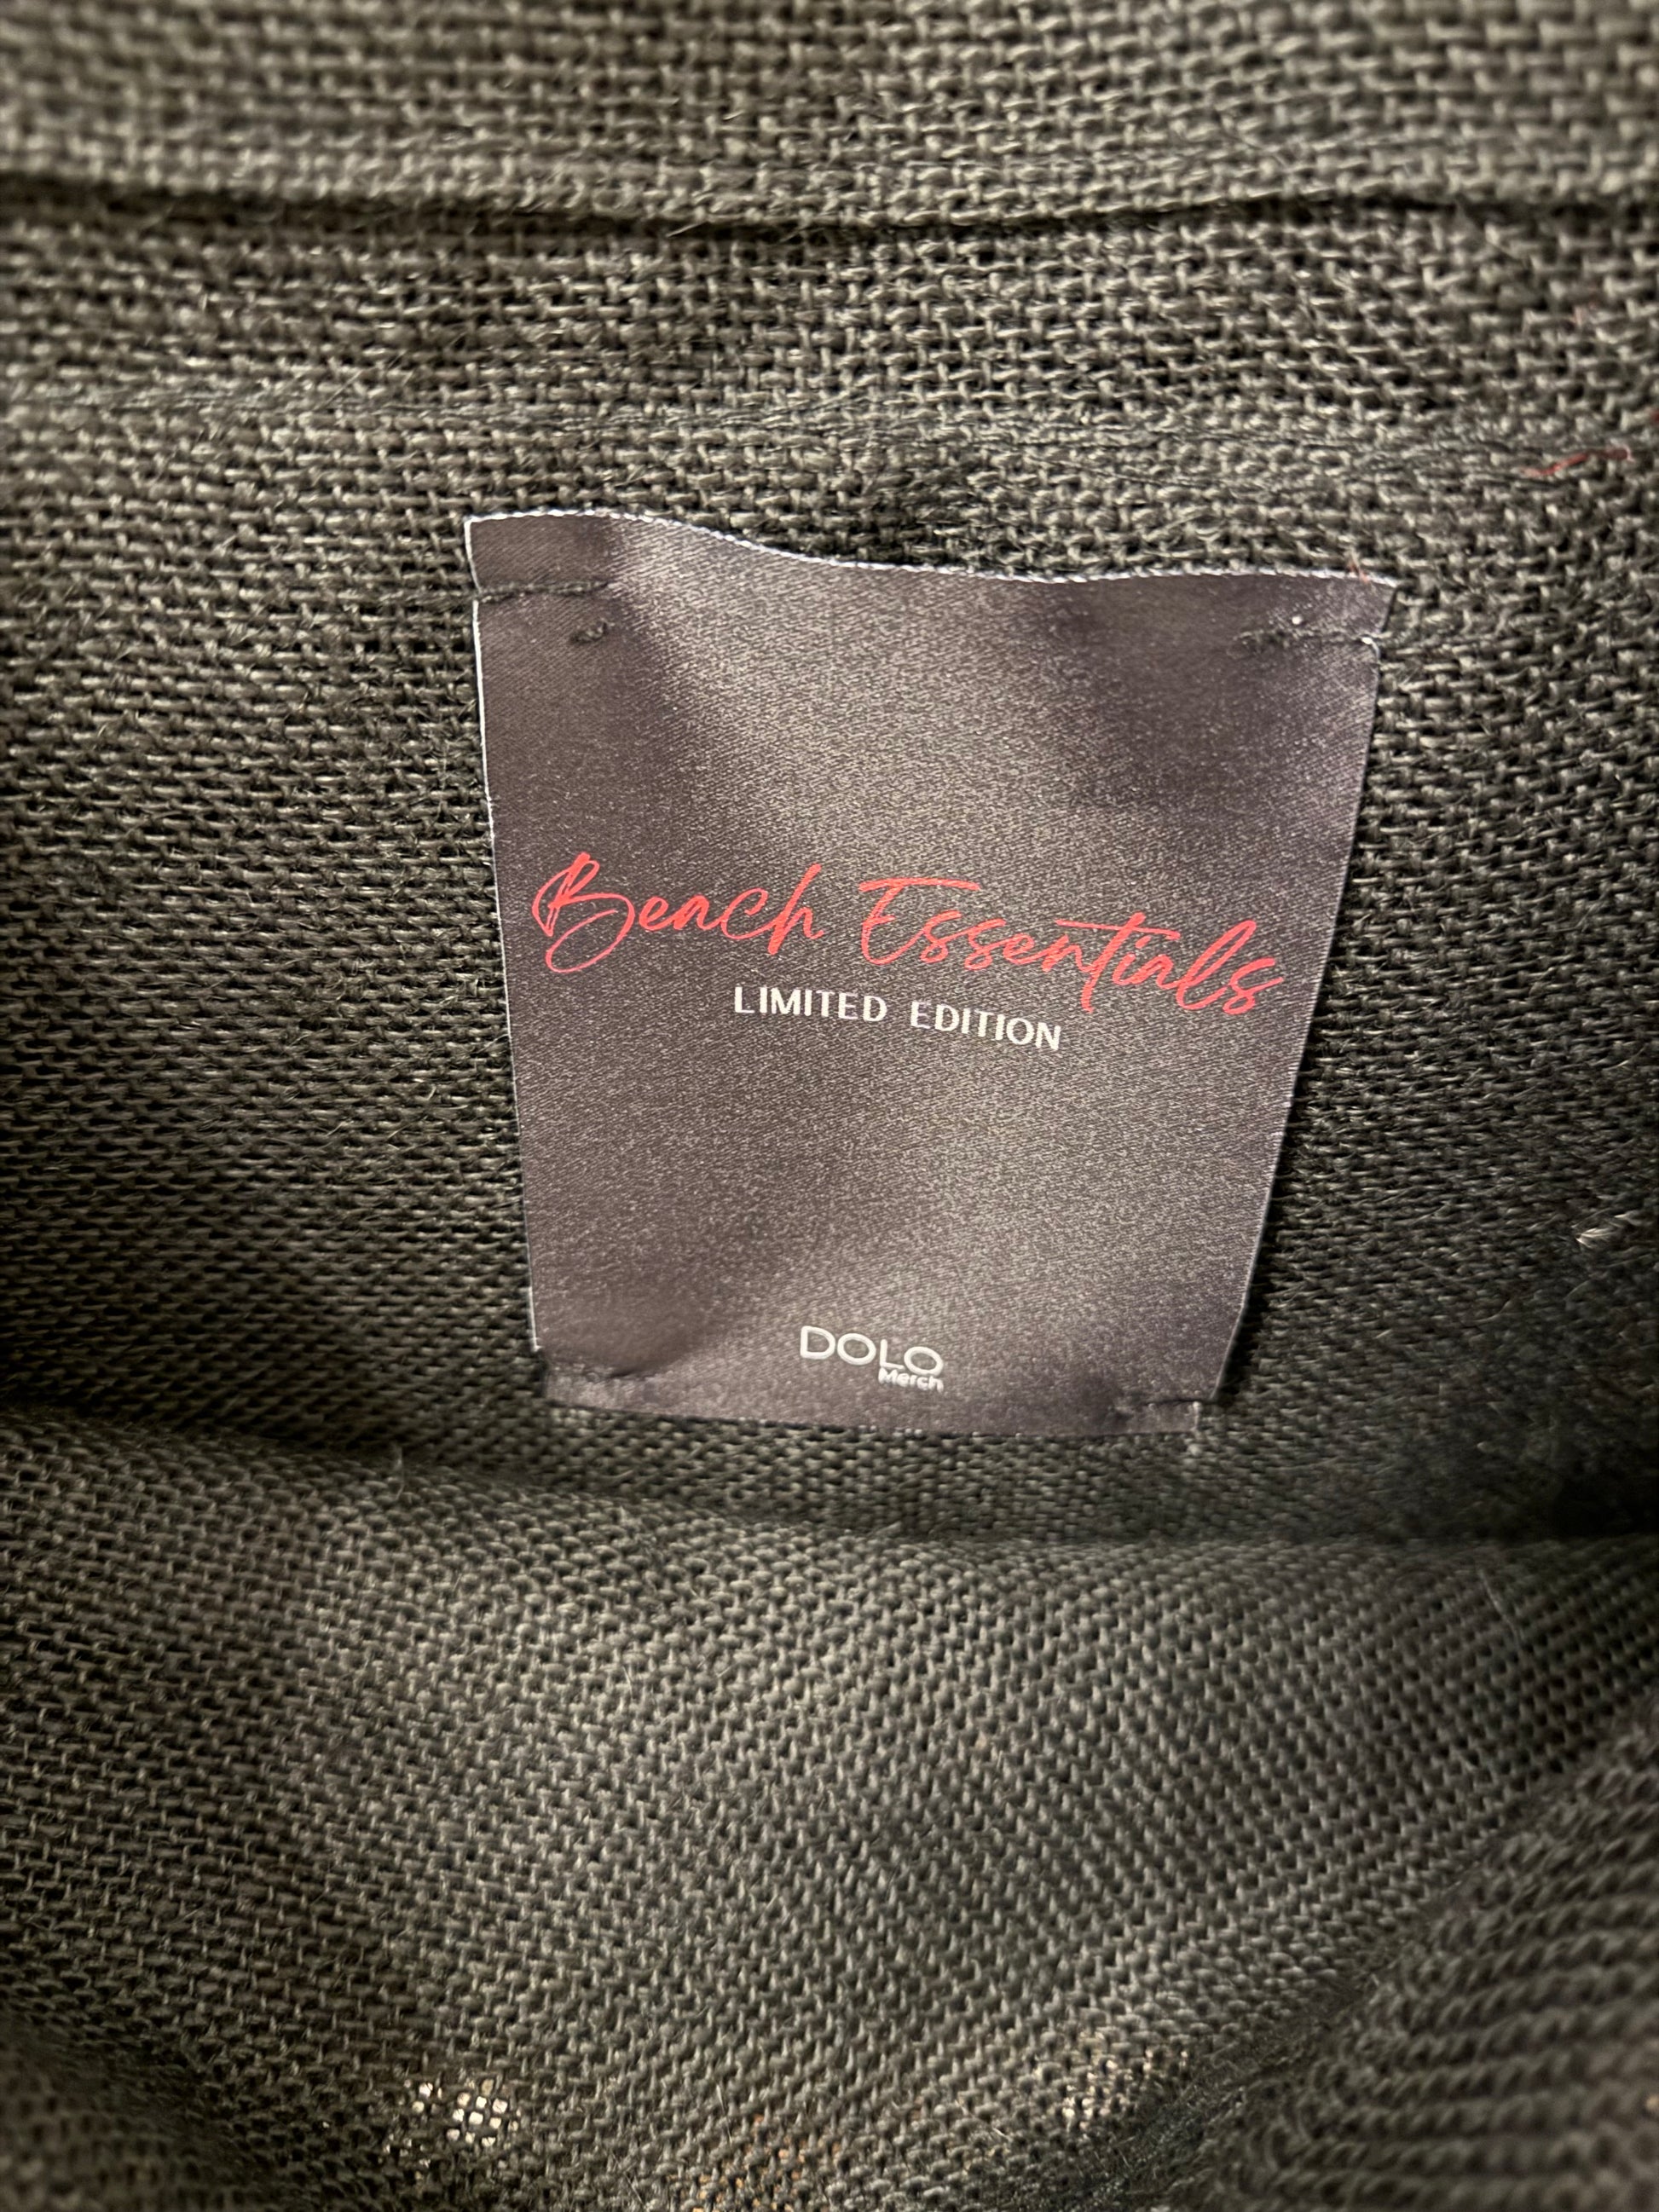 Beach Essentials
LIMITED EDITION
DOLO
Merch